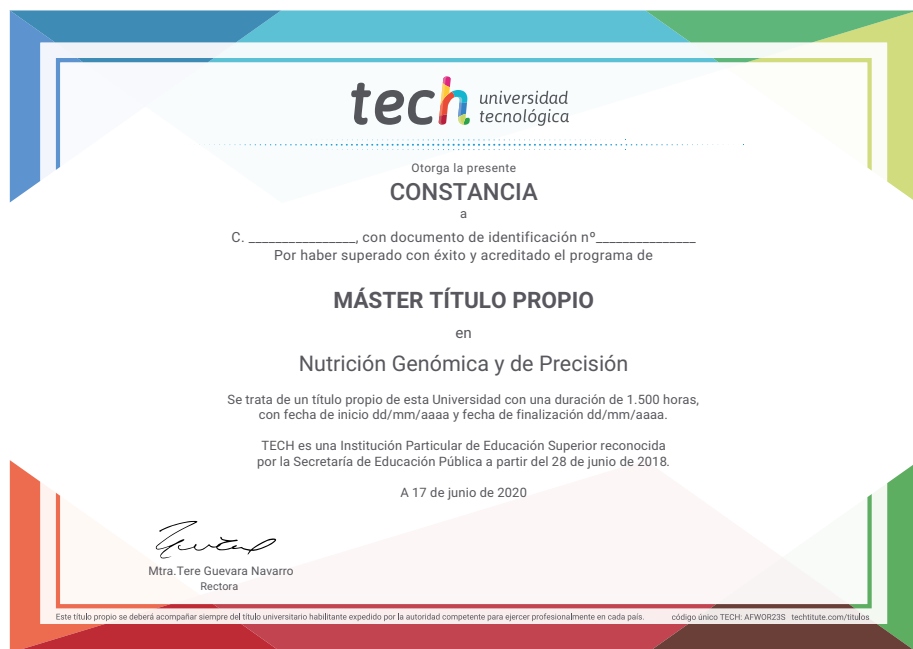 tech universidad
tecnológica
Otorga la presente
CONSTANCIA
a
C. ________________, con documento de identificación nº_______________
Por haber superado con éxito y acreditado el programa de
MÁSTER TÍTULO PROPIO
en
Nutrición Genómica y de Precisión
Se trata de un título propio de esta Universidad con una duración de 1.500 horas,
con fecha de inicio dd/mm/aaaa y fecha de finalización dd/mm/aaaa.
TECH es una Institución Particular de Educación Superior reconocida
por la Secretaría de Educación Pública a partir del 28 de junio de 2018.
A 17 de junio de 2020
Mtra.Tere Guevara Navarro
Rectora
Este título propio se deberá acompañar siempre del título universitario habilitante expedido por la autoridad competente para ejercer profesionalmente en cada país. código único TECH: AFWOR23S techtitute.com/titulos